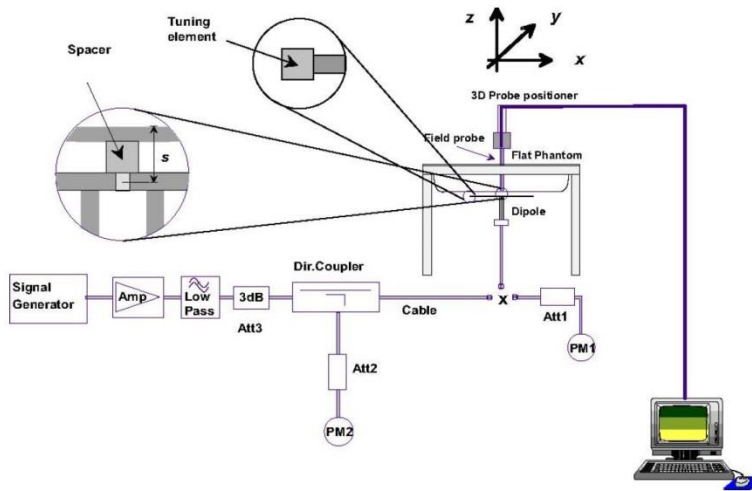 z
y
x
Tuning
element
Spacer
s
3D Probe positioner
Field probe
Flat Phantom
Dipole
Dir.Coupler
Signal
Generator
Amp
Low
Pass
3dB
Att3
Cable
x
Att1
PM1
Att2
PM2